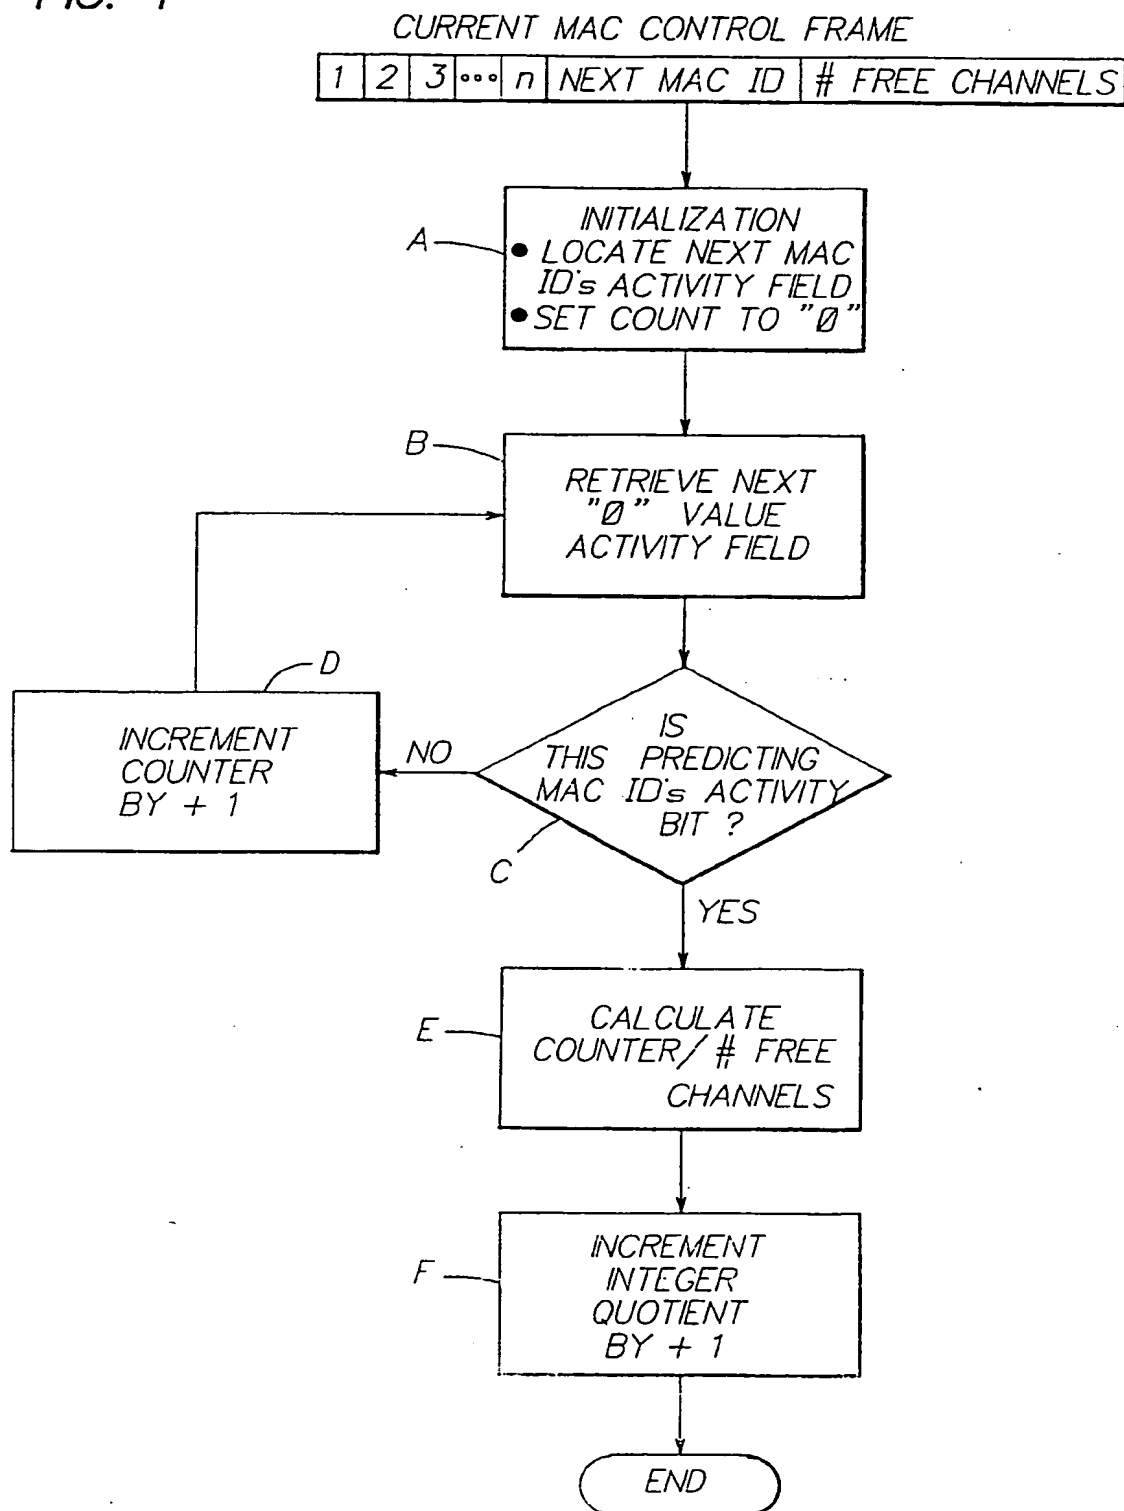 CURRENT MAC CONTROL FRAME
1 2 3 ••• n NEXT MAC ID # FREE CHANNELS
INITIALIZATION
• LOCATE NEXT MAC
ID's ACTIVITY FIELD
• SET COUNT TO "0"
A
B
RETRIEVE NEXT
"0" VALUE
ACTIVITY FIELD
D
INCREMENT
COUNTER
BY + 1
NO
IS
THIS PREDICTING
MAC ID's ACTIVITY
BIT ?
C
YES
E
CALCULATE
COUNTER/# FREE
CHANNELS
F
INCREMENT
INTEGER
QUOTIENT
BY + 1
END